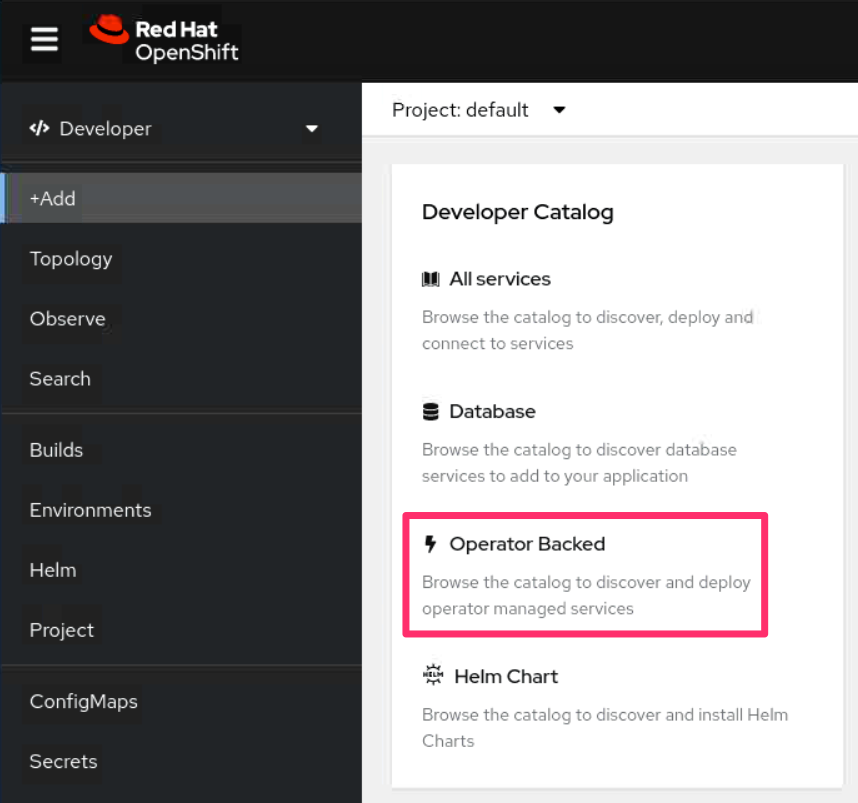 Red Hat
OpenShift
Developer
+Add
Topology
Observe
Search
Builds
Environments
Helm
Project
ConfigMaps
Secrets
Project: default
Developer Catalog
All services
Browse the catalog to discover, deploy and
connect to services
Database
Browse the catalog to discover database
services to add to your application
Operator Backed
Browse the catalog to discover and deploy
operator managed services
HELM
Helm Chart
Browse the catalog to discover and install Helm
Charts